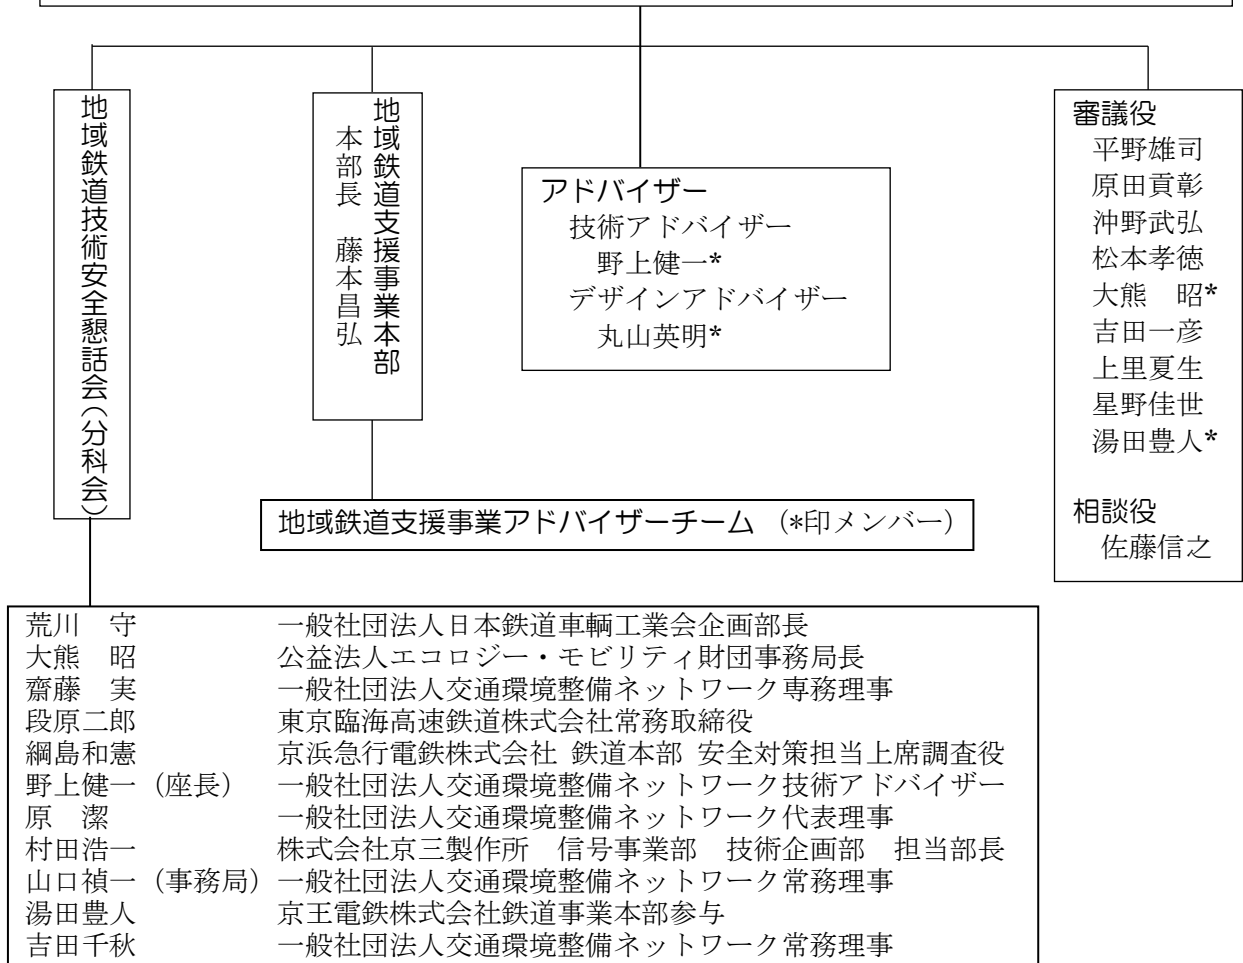 地域鉄道技術安全懇話会（分科会）
地域鉄道支援事業本部
本部長　藤本昌弘
アドバイザー
技術アドバイザー
野上健一*
デザインアドバイザー
丸山英明*
審議役
平野雄司
原田貢彰
沖野武弘
松本孝徳
大熊　昭*
吉田一彦
上里夏生
星野佳世
湯田豊人*
相談役
佐藤信之
地域鉄道支援事業アドバイザーチーム（*印メンバー）
荒川　守　一般社団法人日本鉄道車輌工業会企画部長
大熊　昭　公益法人エコロジー・モビリティ財団事務局長
齋藤　実　一般社団法人交通環境整備ネットワーク専務理事
段原二郎　東京臨海高速鉄道株式会社常務取締役
綱島和憲　京浜急行電鉄株式会社 鉄道本部 安全対策担当上席調査役
野上健一（座長）　一般社団法人交通環境整備ネットワーク技術アドバイザー
原　潔　一般社団法人交通環境整備ネットワーク代表理事
村田浩一　株式会社京三製作所　信号事業部　技術企画部　担当部長
山口禎一（事務局）一般社団法人交通環境整備ネットワーク常務理事
湯田豊人　京王電鉄株式会社鉄道事業本部参与
吉田千秋　一般社団法人交通環境整備ネットワーク常務理事